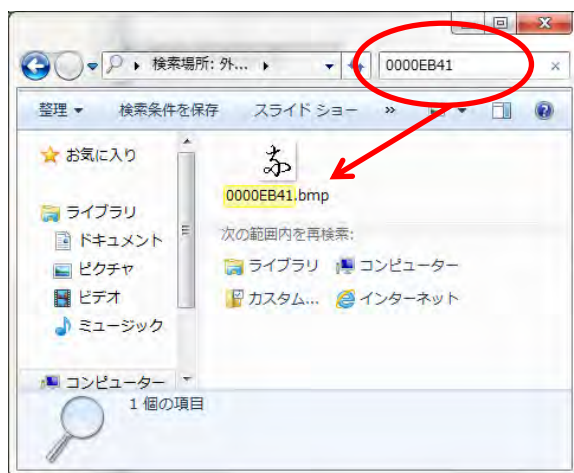 検索場所: 外... 0000EB41
整理 検索条件を保存 スライド ショー »
お気に入り
ライブラリ
ドキュメント
ピクチャ
ビデオ
ミュージック
コンピューター
0000EB41.bmp
次の範囲内を再検索:
ライブラリ コンピューター
カスタム... インターネット
1 個の項目